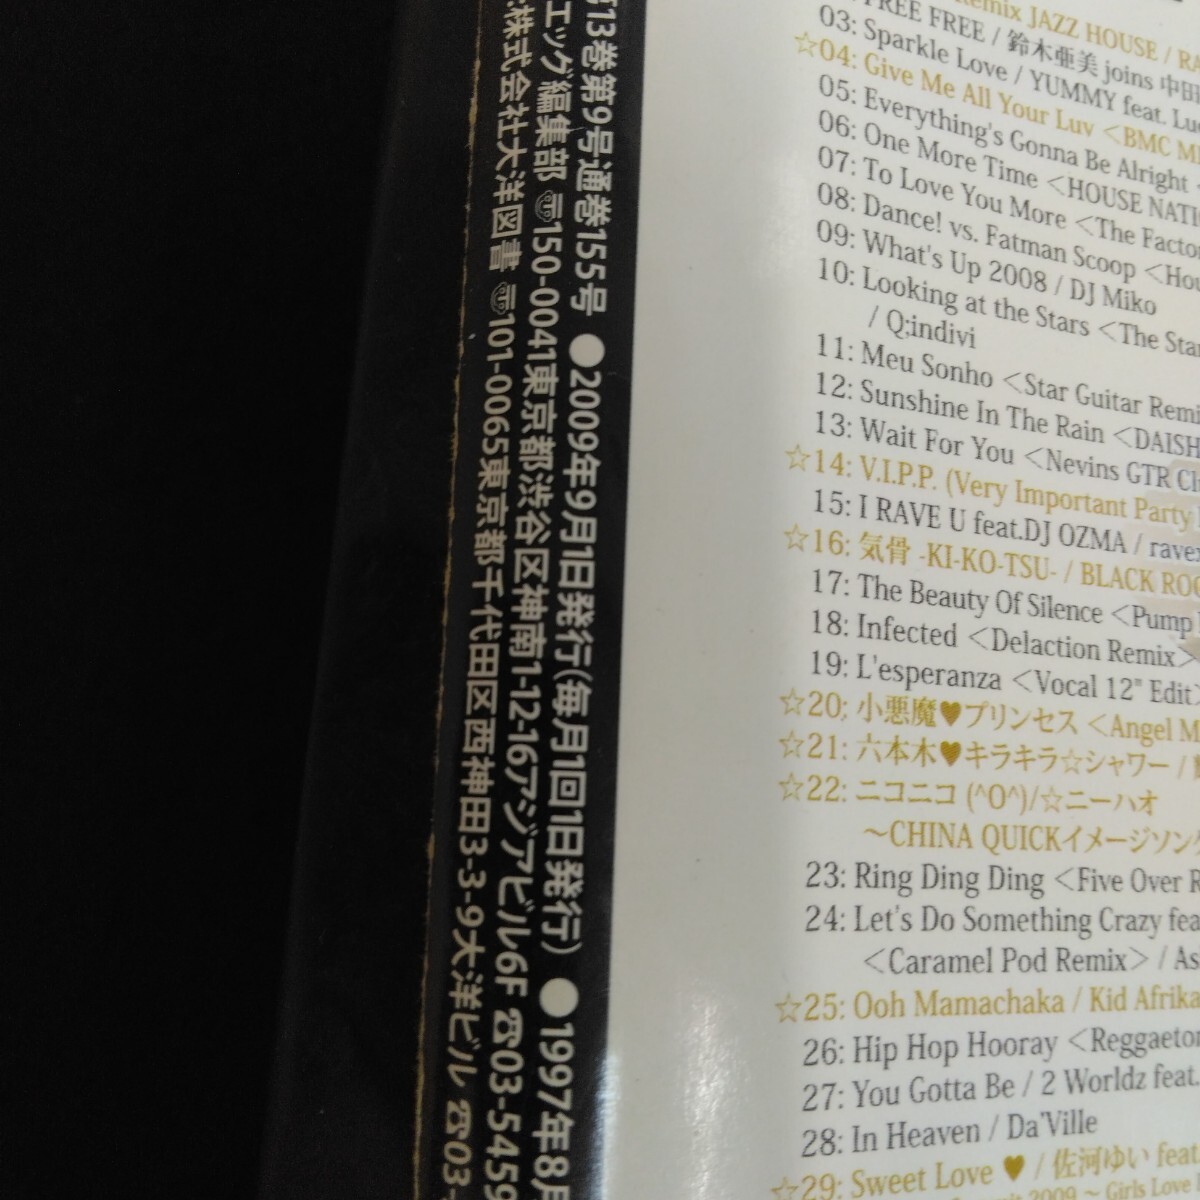 第13巻第9号通巻155号 ●2009年9月1日発行(毎月1回1日発行) ●1997年8月
エッグ編集部 〒150-0041東京都渋谷区神南1-12-16アジアビル6F ☎03-5459
株式会社大洋図書 〒101-0065東京都千代田区西神田3-3-9大洋ビル ☎03-
Remix JAZZ HOUSE / RA
FREE FREE / 鈴木亜美 joins 中田
03: Sparkle Love / YUMMY feat. Lu
☆04: Give Me All Your Luv <BMC M
05: Everything's Gonna Be Alright
06: One More Time <HOUSE NATI
07: To Love You More <The Factor
08: Dance! vs. Fatman Scoop <Hou
09: What's Up 2008 / DJ Miko
10: Looking at the Stars <The Star
/ Q;indivi
11: Meu Sonho <Star Guitar Remi
12: Sunshine In The Rain <DAISH
13: Wait For You <Nevins GTR Cl
☆14: V.I.P.P. (Very Important Party
15: I RAVE U feat.DJ OZMA / ravex
☆16: 気骨 -KI-KO-TSU- / BLACK ROC
17: The Beauty Of Silence <Pump
18: Infected <Delaction Remix>
19: L'esperanza <Vocal 12" Edit>
☆20: 小悪魔♥プリンセス <Angel M
☆21: 六本木♥キラキラ☆シャワー /
☆22: ニコニコ (^O^)/☆ニーハオ
～CHINA QUICKイメージソング
23: Ring Ding Ding <Five Over R
24: Let's Do Something Crazy fea
<Caramel Pod Remix> / As
☆25: Ooh Mamachaka / Kid Afrika
26: Hip Hop Hooray <Reggaeton
27: You Gotta Be / 2 Worldz feat.
28: In Heaven / Da'Ville
☆29: Sweet Love ♥ / 佐河ゆい feat.
2009 ～ Girls Love